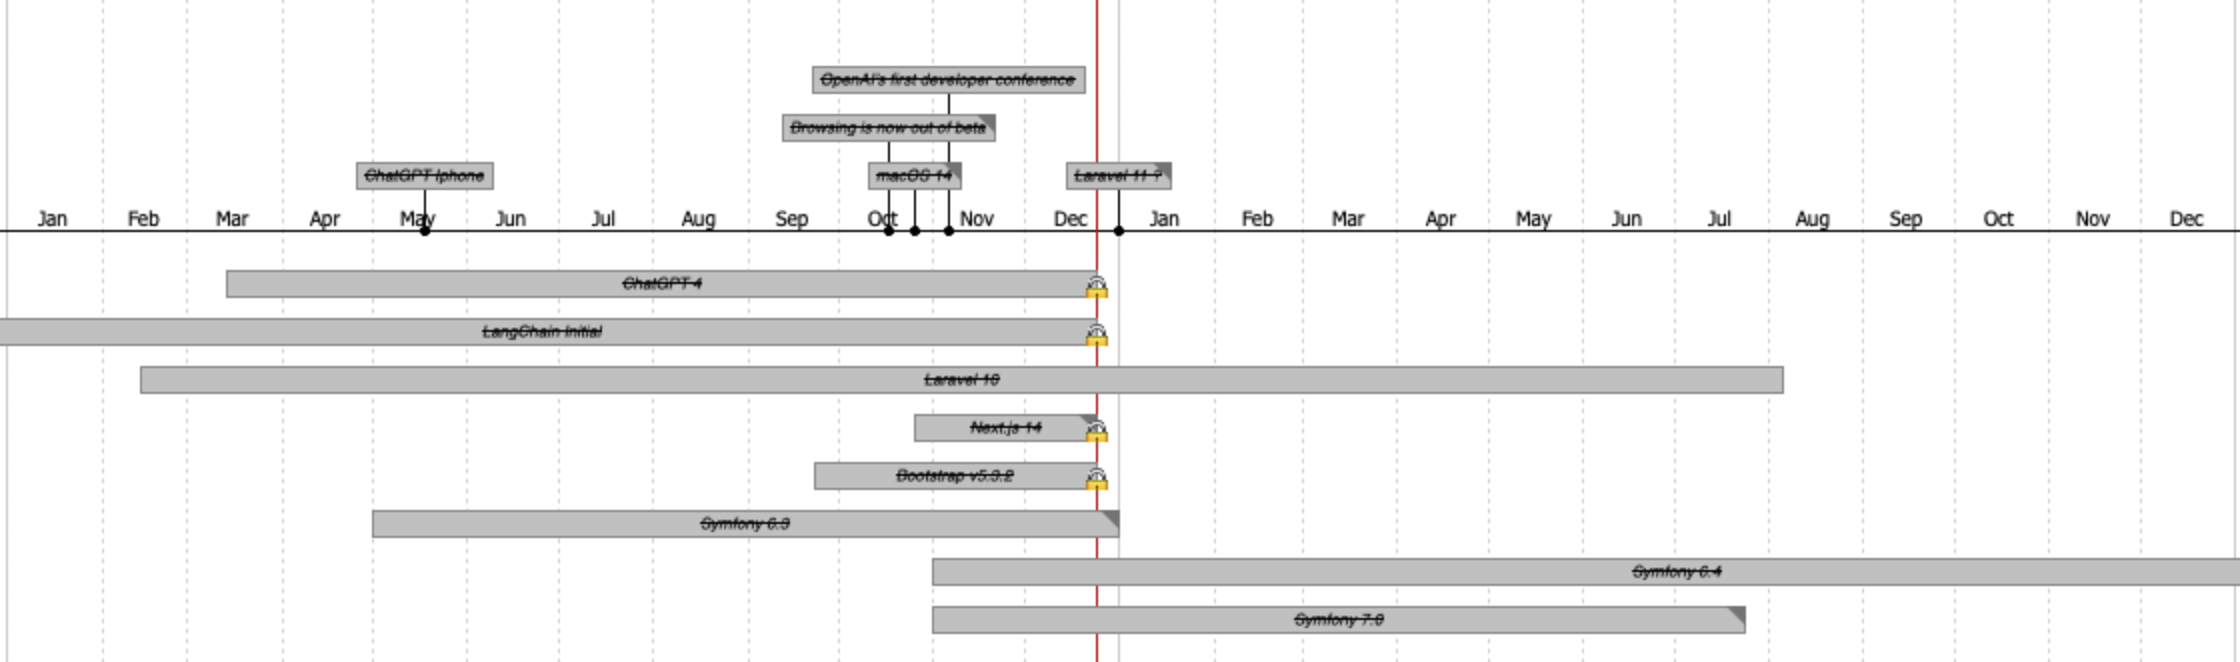 OpenAI's first developer conference
Browsing is now out of beta
ChatGPT Iphone macOS 14 Laravel 11 ?
Jan Feb Mar Apr May Jun Jul Aug Sep Oct Nov Dec Jan Feb Mar Apr May Jun Jul Aug Sep Oct Nov Dec
ChatGPT 4
LangChain Initial
Laravel 10
Next.js 14
Bootstrap v5.3.2
Symfony 6.3
Symfony 6.4
Symfony 7.0